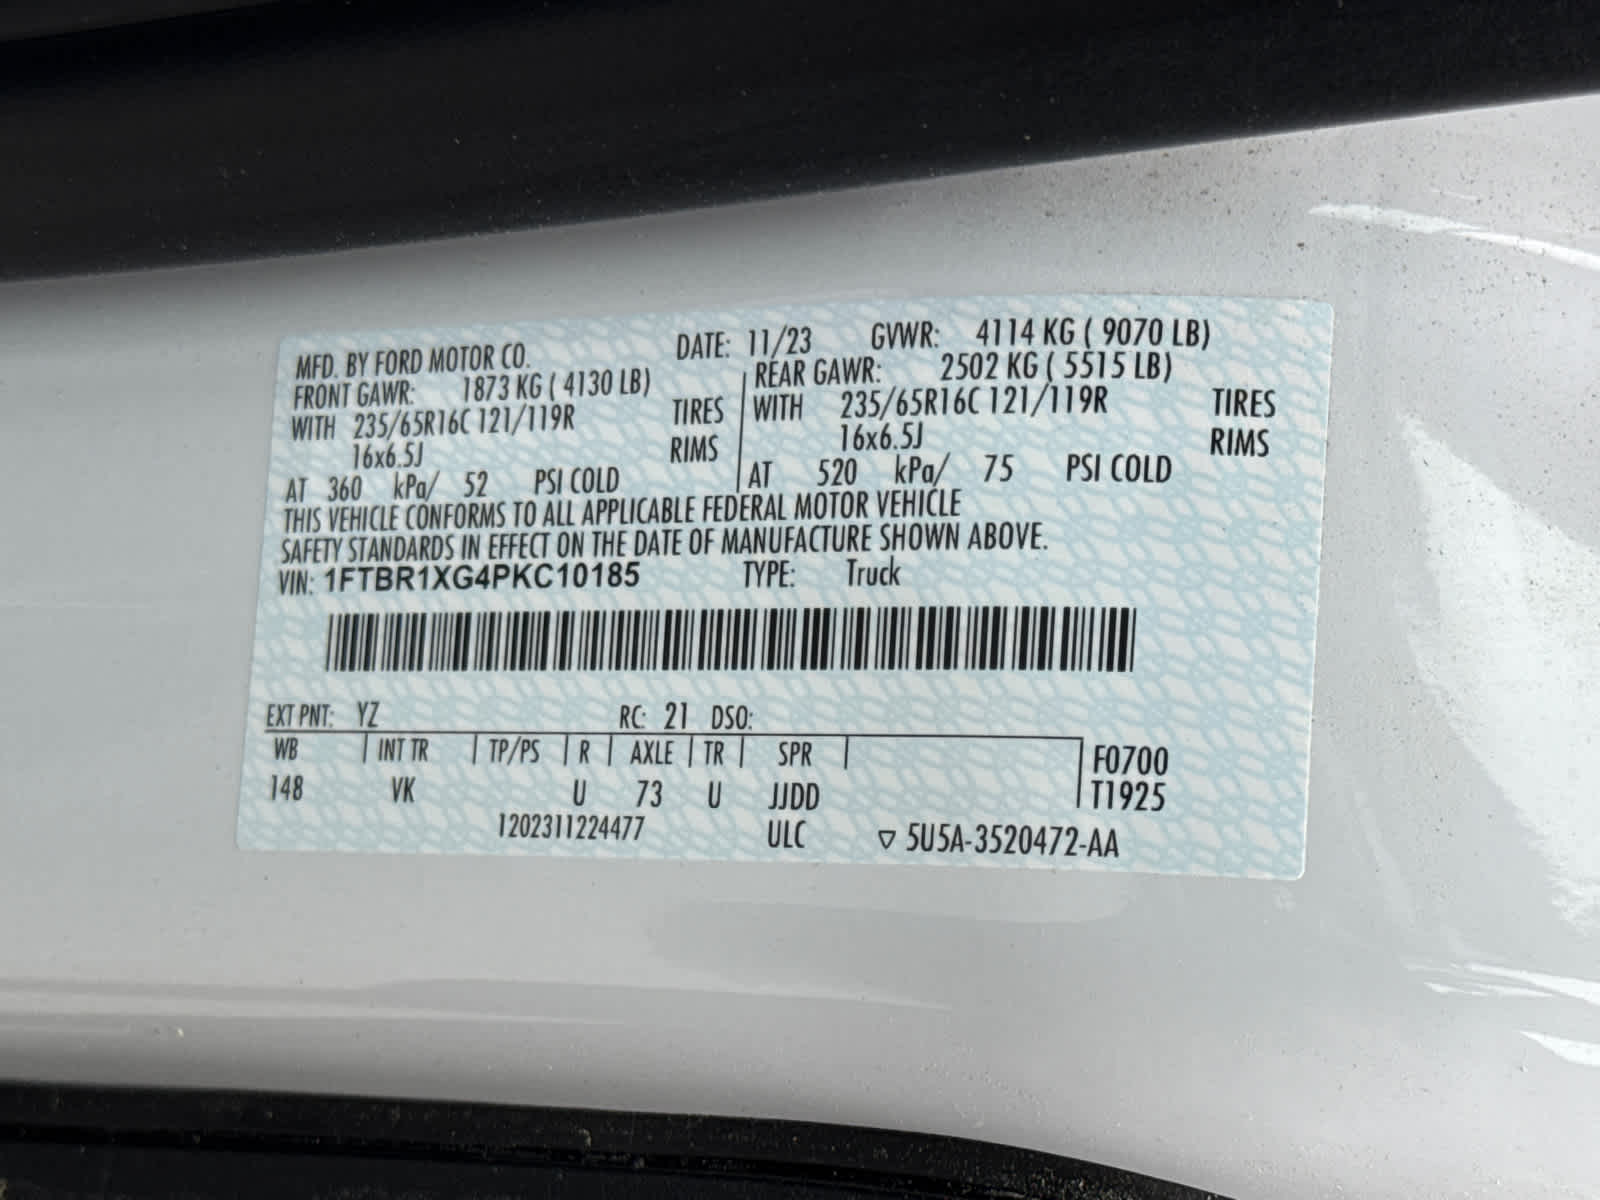 MFD. BY FORD MOTOR CO. DATE: 11/23 GVWR: 4114 KG ( 9070 LB)
FRONT GAWR: 1873 KG ( 4130 LB) REAR GAWR: 2502 KG ( 5515 LB)
WITH 235/65R16C 121/119R TIRES WITH 235/65R16C 121/119R TIRES
16x6.5J RIMS 16x6.5J RIMS
AT 360 kPa/ 52 PSI COLD AT 520 kPa/ 75 PSI COLD
THIS VEHICLE CONFORMS TO ALL APPLICABLE FEDERAL MOTOR VEHICLE
SAFETY STANDARDS IN EFFECT ON THE DATE OF MANUFACTURE SHOWN ABOVE.
VIN: 1FTBR1XG4PKC10185 TYPE: Truck
EXT PNT: YZ RC: 21 DSO:
WB INT TR TP/PS R AXLE TR SPR F0700
148 VK U 73 U JJDD T1925
1202311224477 ULC ▽ 5U5A-3520472-AA